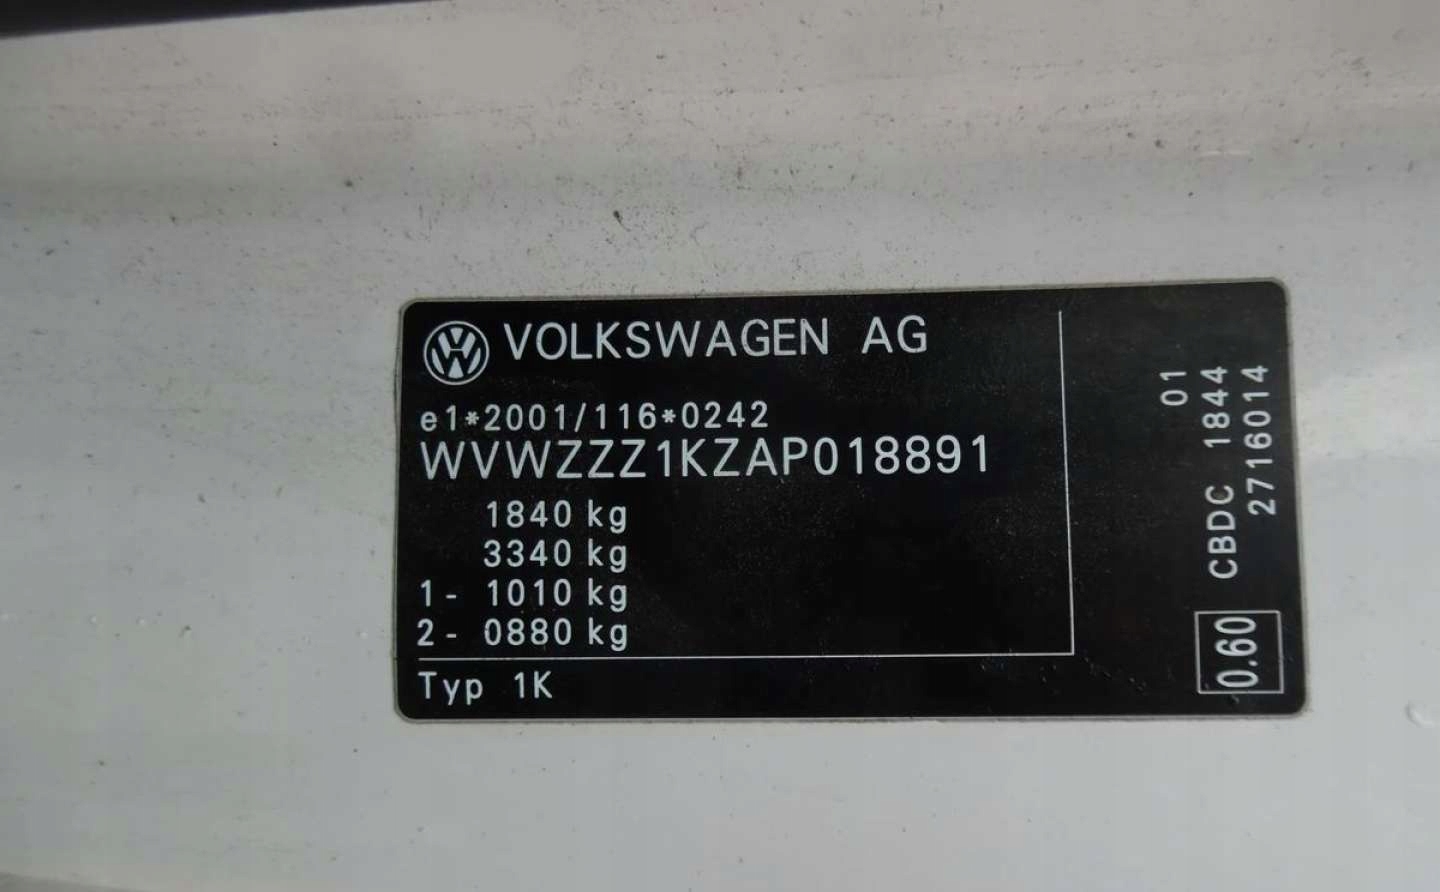 VOLKSWAGEN AG
e1*2001/116*0242
WVWZZZ1KZAP018891
1840 kg
3340 kg
1- 1010 kg
2- 0880 kg
Typ 1K
01
CBDC 1844
2716014
0.60